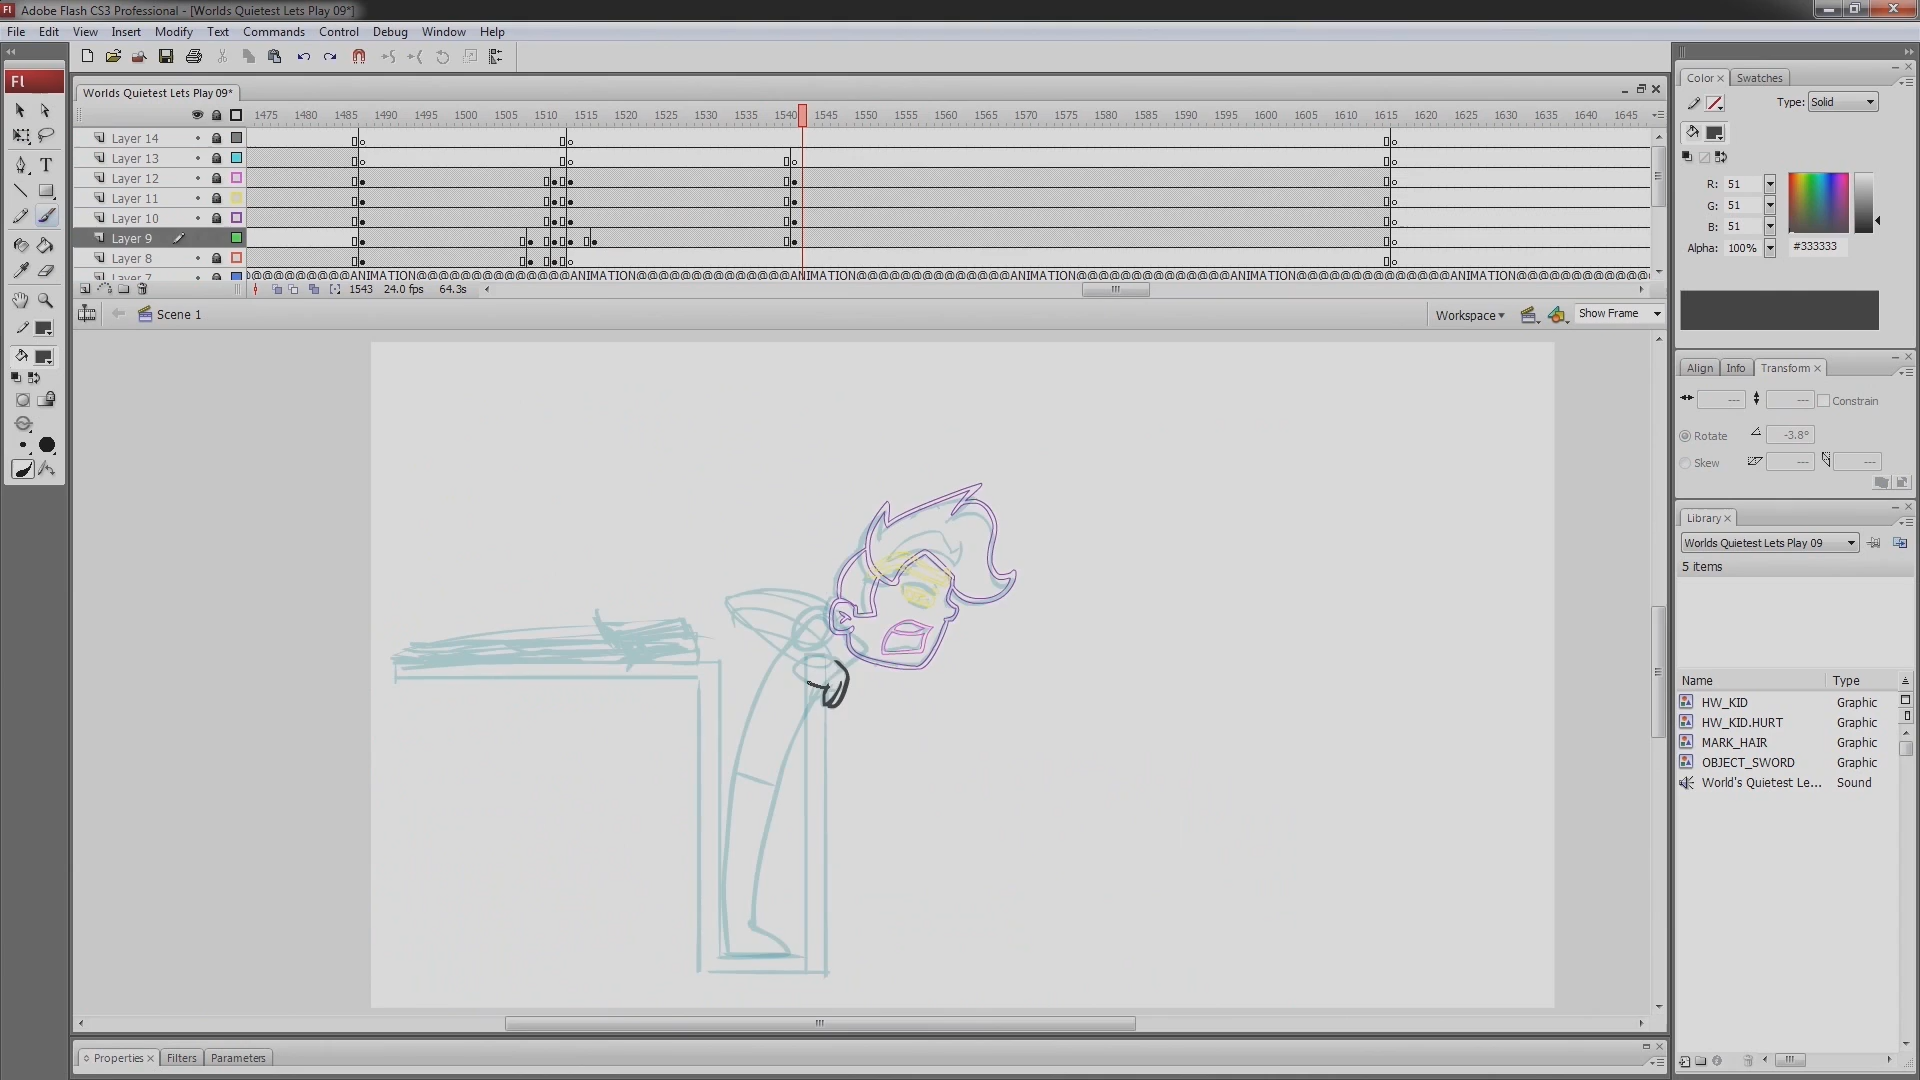 Fl Adobe Flash CS3 Professional - [Worlds Quietest Lets Play 09*]
File Edit View Insert Modify Text Commands Control Debug Window Help
Fl
Worlds Quietest Lets Play 09*
1475 1480 1485 1490 1495 1500 1505 1510 1515 1520 1525 1530 1535 1540 1545 1550 1555 1560 1565 1570 1575 1580 1585 1590 1595 1600 1605 1610 1615 1620 1625 1630 1635 1640 1645
Layer 14
Layer 13
Layer 12
Layer 11
Layer 10
Layer 9
Layer 8
Layer 7
@@@@@@@@@@ANIMATION@@@@@@@@@@@@@@@ANIMATION@@@@@@@@@@@@@@@ANIMATION@@@@@@@@@@@@@@@ANIMATION@@@@@@@@@@@@@@@ANIMATION@@@@@@@@@@@@@@@ANIMATION@@@@@@@@@@@@@@
1543 24.0 fps 64.3s
Scene 1
Workspace Show Frame
Properties Filters Parameters
Color Swatches
Type: Solid
R: 51
G: 51
B: 51
Alpha: 100%
#333333
Align Info Transform
--- --- Constrain
Rotate -3.8°
Skew --- ---
Library
Worlds Quietest Lets Play 09
5 items
Name Type
HW_KID Graphic
HW_KID.HURT Graphic
MARK_HAIR Graphic
OBJECT_SWORD Graphic
World's Quietest Le... Sound